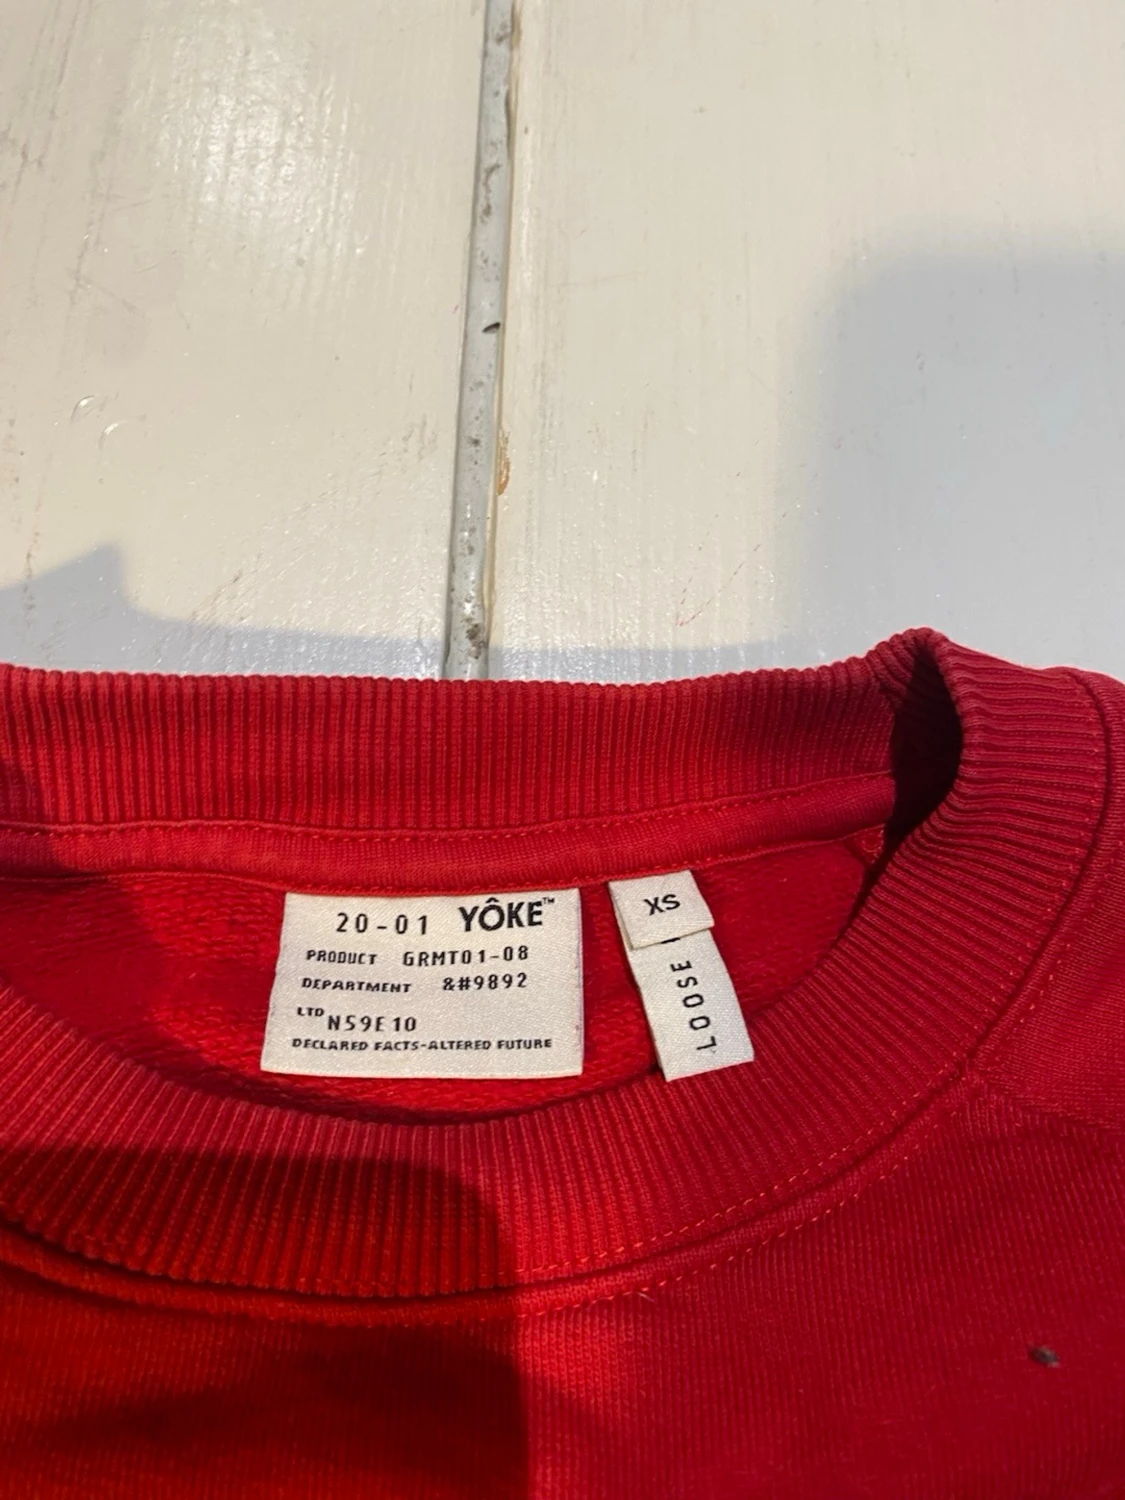 20-01 YÔKE™
PRODUCT GRMT01-08
DEPARTMENT &#9892
LTD N59E10
DECLARED FACTS-ALTERED FUTURE
XS
LOOSE